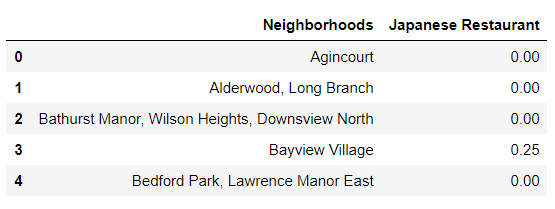 Neighborhoods Japanese Restaurant
0 Agincourt 0.00
1 Alderwood, Long Branch 0.00
2 Bathurst Manor, Wilson Heights, Downsview North 0.00
3 Bayview Village 0.25
4 Bedford Park, Lawrence Manor East 0.00